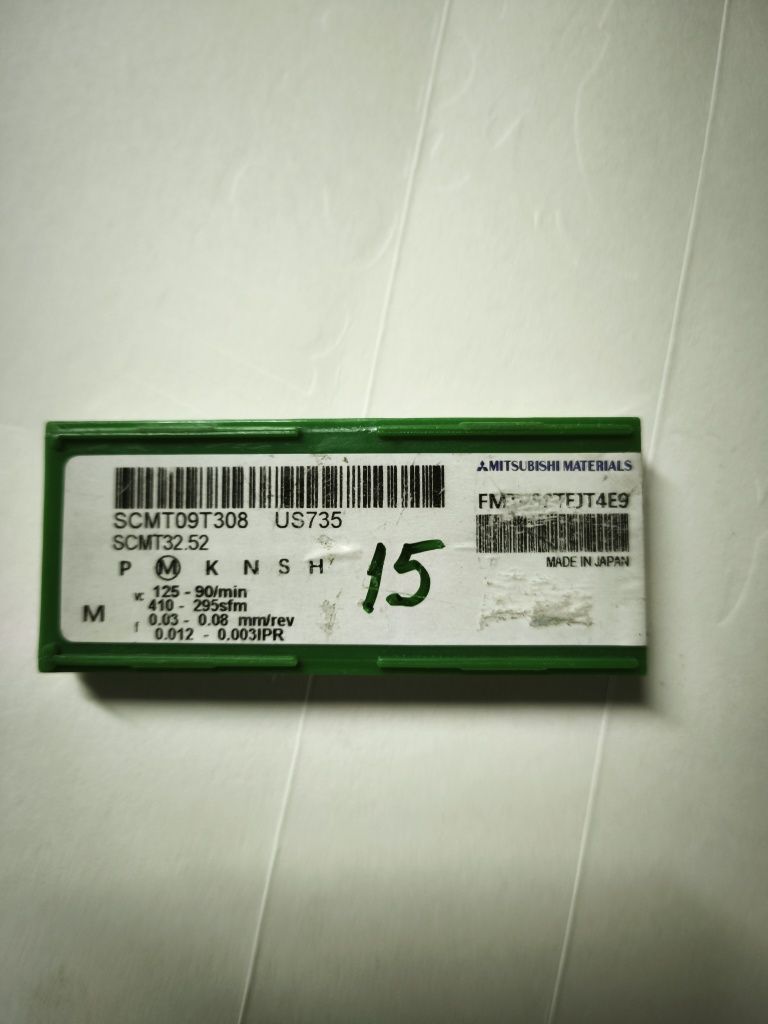 MITSUBISHI MATERIALS
SCMT09T308 US735
SCMT32.52
P M K N S H
15
MADE IN JAPAN
vc 125 - 90/min
410 - 295sfm
M
f 0.03 - 0.08 mm/rev
0.012 - 0.003IPR